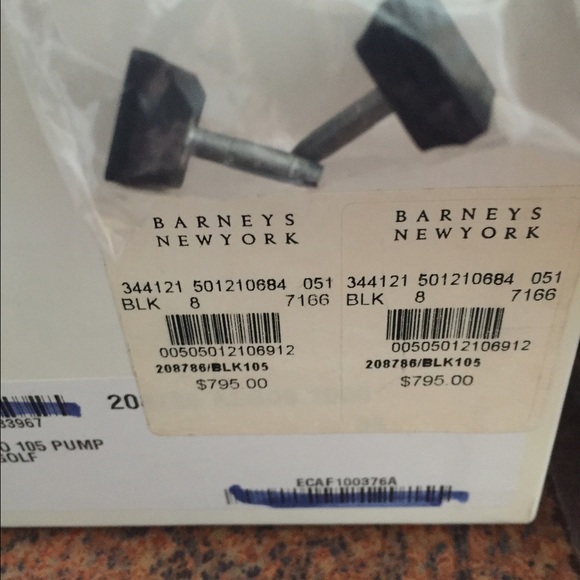 BARNEYS
NEWYORK
344121 501210684 051
BLK 8 7166
00505012106912
208786/BLK105
$795.00
BARNEYS
NEWYORK
344121 501210684 051
BLK 8 7166
00505012106912
208786/BLK105
$795.00
33967
20
105 PUMP
GOLF
ECAF100376A